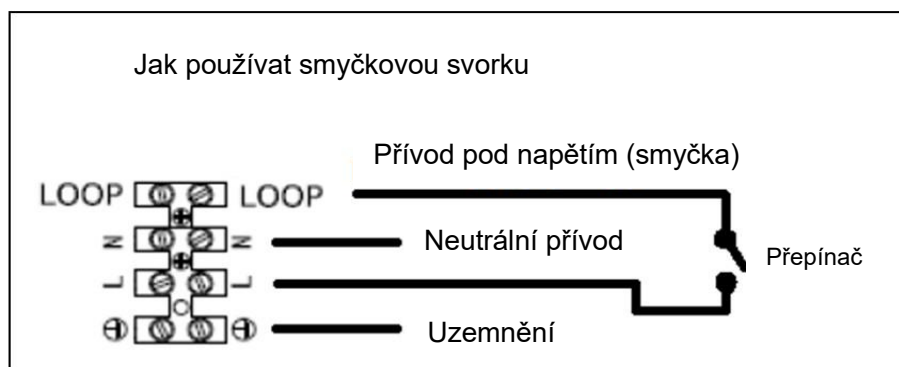 Jak používat smyčkovou svorku
Přívod pod napětím (smyčka)
LOOP LOOP
N N Neutrální přívod
Přepínač
L L
Uzemnění